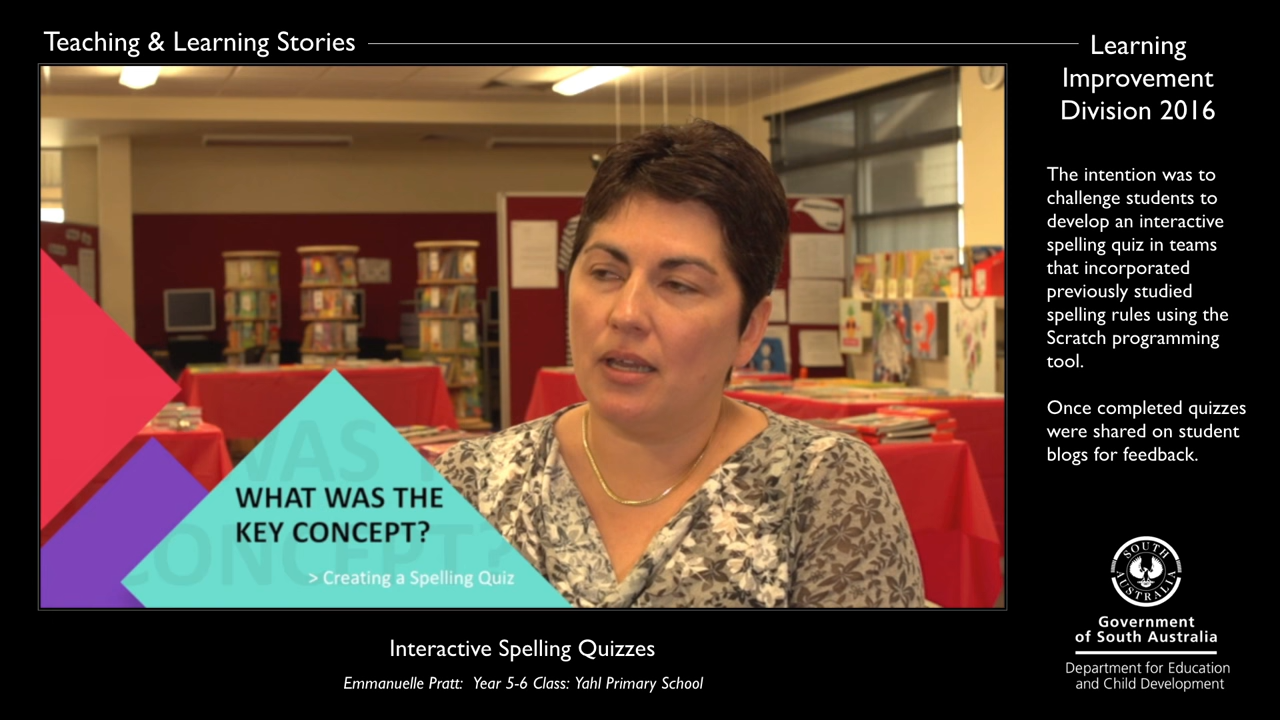 Teaching & Learning Stories
Learning
Improvement
Division 2016
The intention was to
challenge students to
develop an interactive
spelling quiz in teams
that incorporated
previously studied
spelling rules using the
Scratch programming
tool.
Once completed quizzes
were shared on student
blogs for feedback.
WHAT WAS THE
KEY CONCEPT?
> Creating a Spelling Quiz
Interactive Spelling Quizzes
Emmanuelle Pratt: Year 5-6 Class: Yahl Primary School
SOUTH
AUSTRALIA
Government
of South Australia
Department for Education
and Child Development